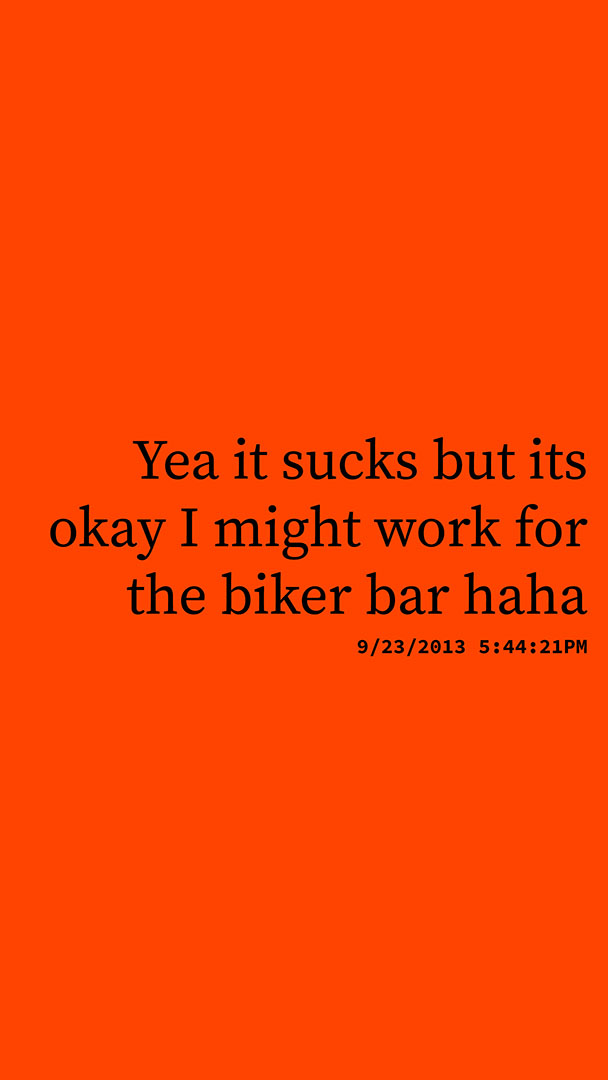 Yea it sucks but its
okay I might work for
the biker bar haha
9/23/2013 5:44:21PM